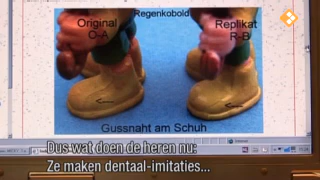 Regenkobold
Original
C-A
Replikat
R-B
Gussnaht am Schuh
Dus wat doen de heren nu:
Ze maken dentaal-imitaties...